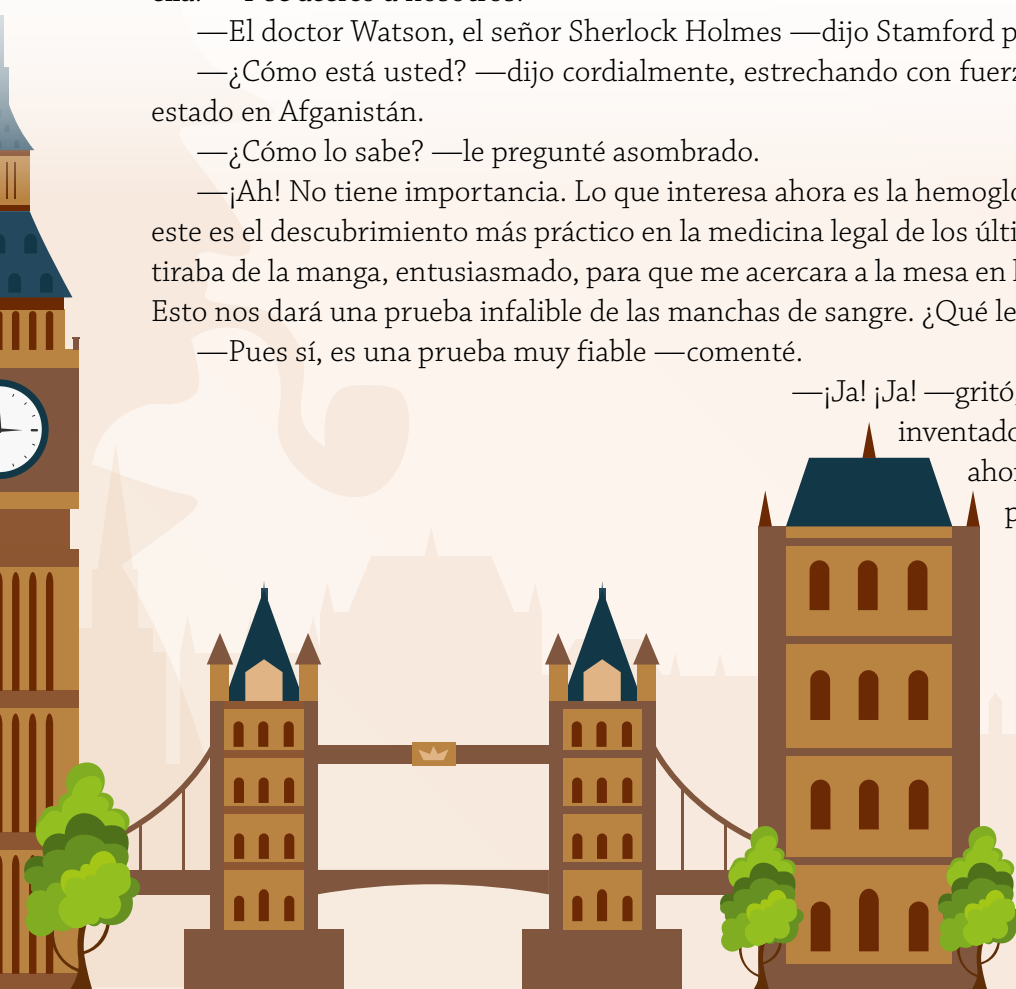 —El doctor Watson, el señor Sherlock Holmes —dijo Stamford
—¿Cómo está usted? —dijo cordialmente, estrechando con
estado en Afganistán.
—¿Cómo lo sabe? —le pregunté asombrado.
—¡Ah! No tiene importancia. Lo que interesa ahora es la
este es el descubrimiento más práctico en la medicina legal de los
tiraba de la manga, entusiasmado, para que me acercara a la mesa en
Esto nos dará una prueba infalible de las manchas de sangre. ¿Qué le
—Pues sí, es una prueba muy fiable —comenté.
—¡Ja! ¡Ja! —gritó,